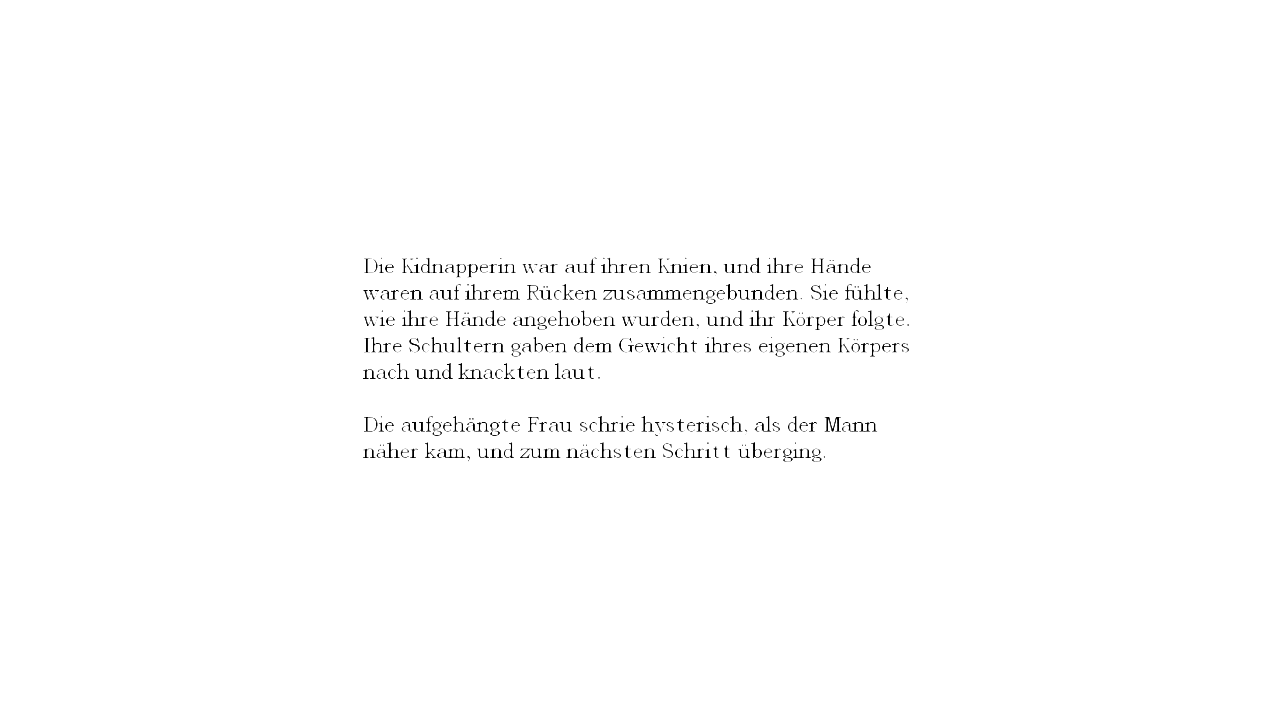 Die Kidnapperin war auf ihren Knien, und ihre Hände
waren auf ihrem Rücken zusammengebunden. Sie fühlte,
wie ihre Hände angehoben wurden, und ihr Körper folgte.
Ihre Schultern gaben dem Gewicht ihres eigenen Körpers
nach und knackten laut.
Die aufgehängte Frau schrie hysterisch, als der Mann
näher kam, und zum nächsten Schritt überging.